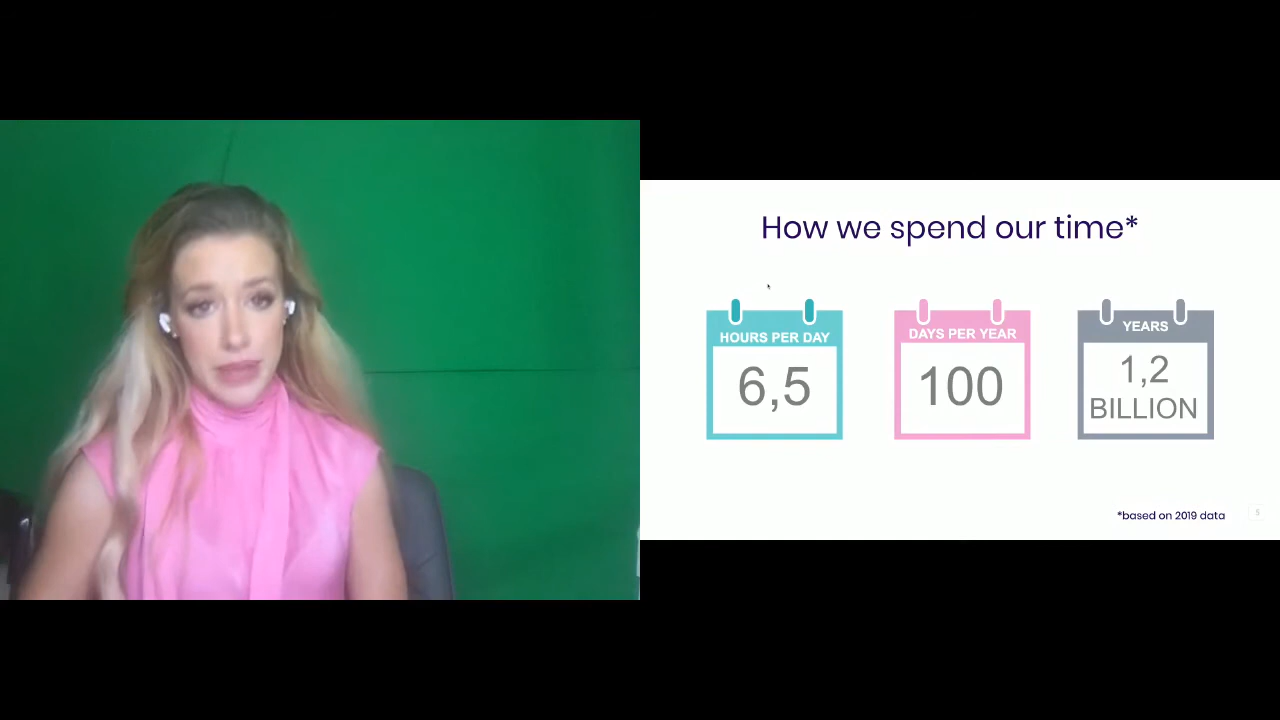 How we spend our time*
HOURS PER DAY
6,5
DAYS PER YEAR
100
YEARS
1,2
BILLION
*based on 2019 data